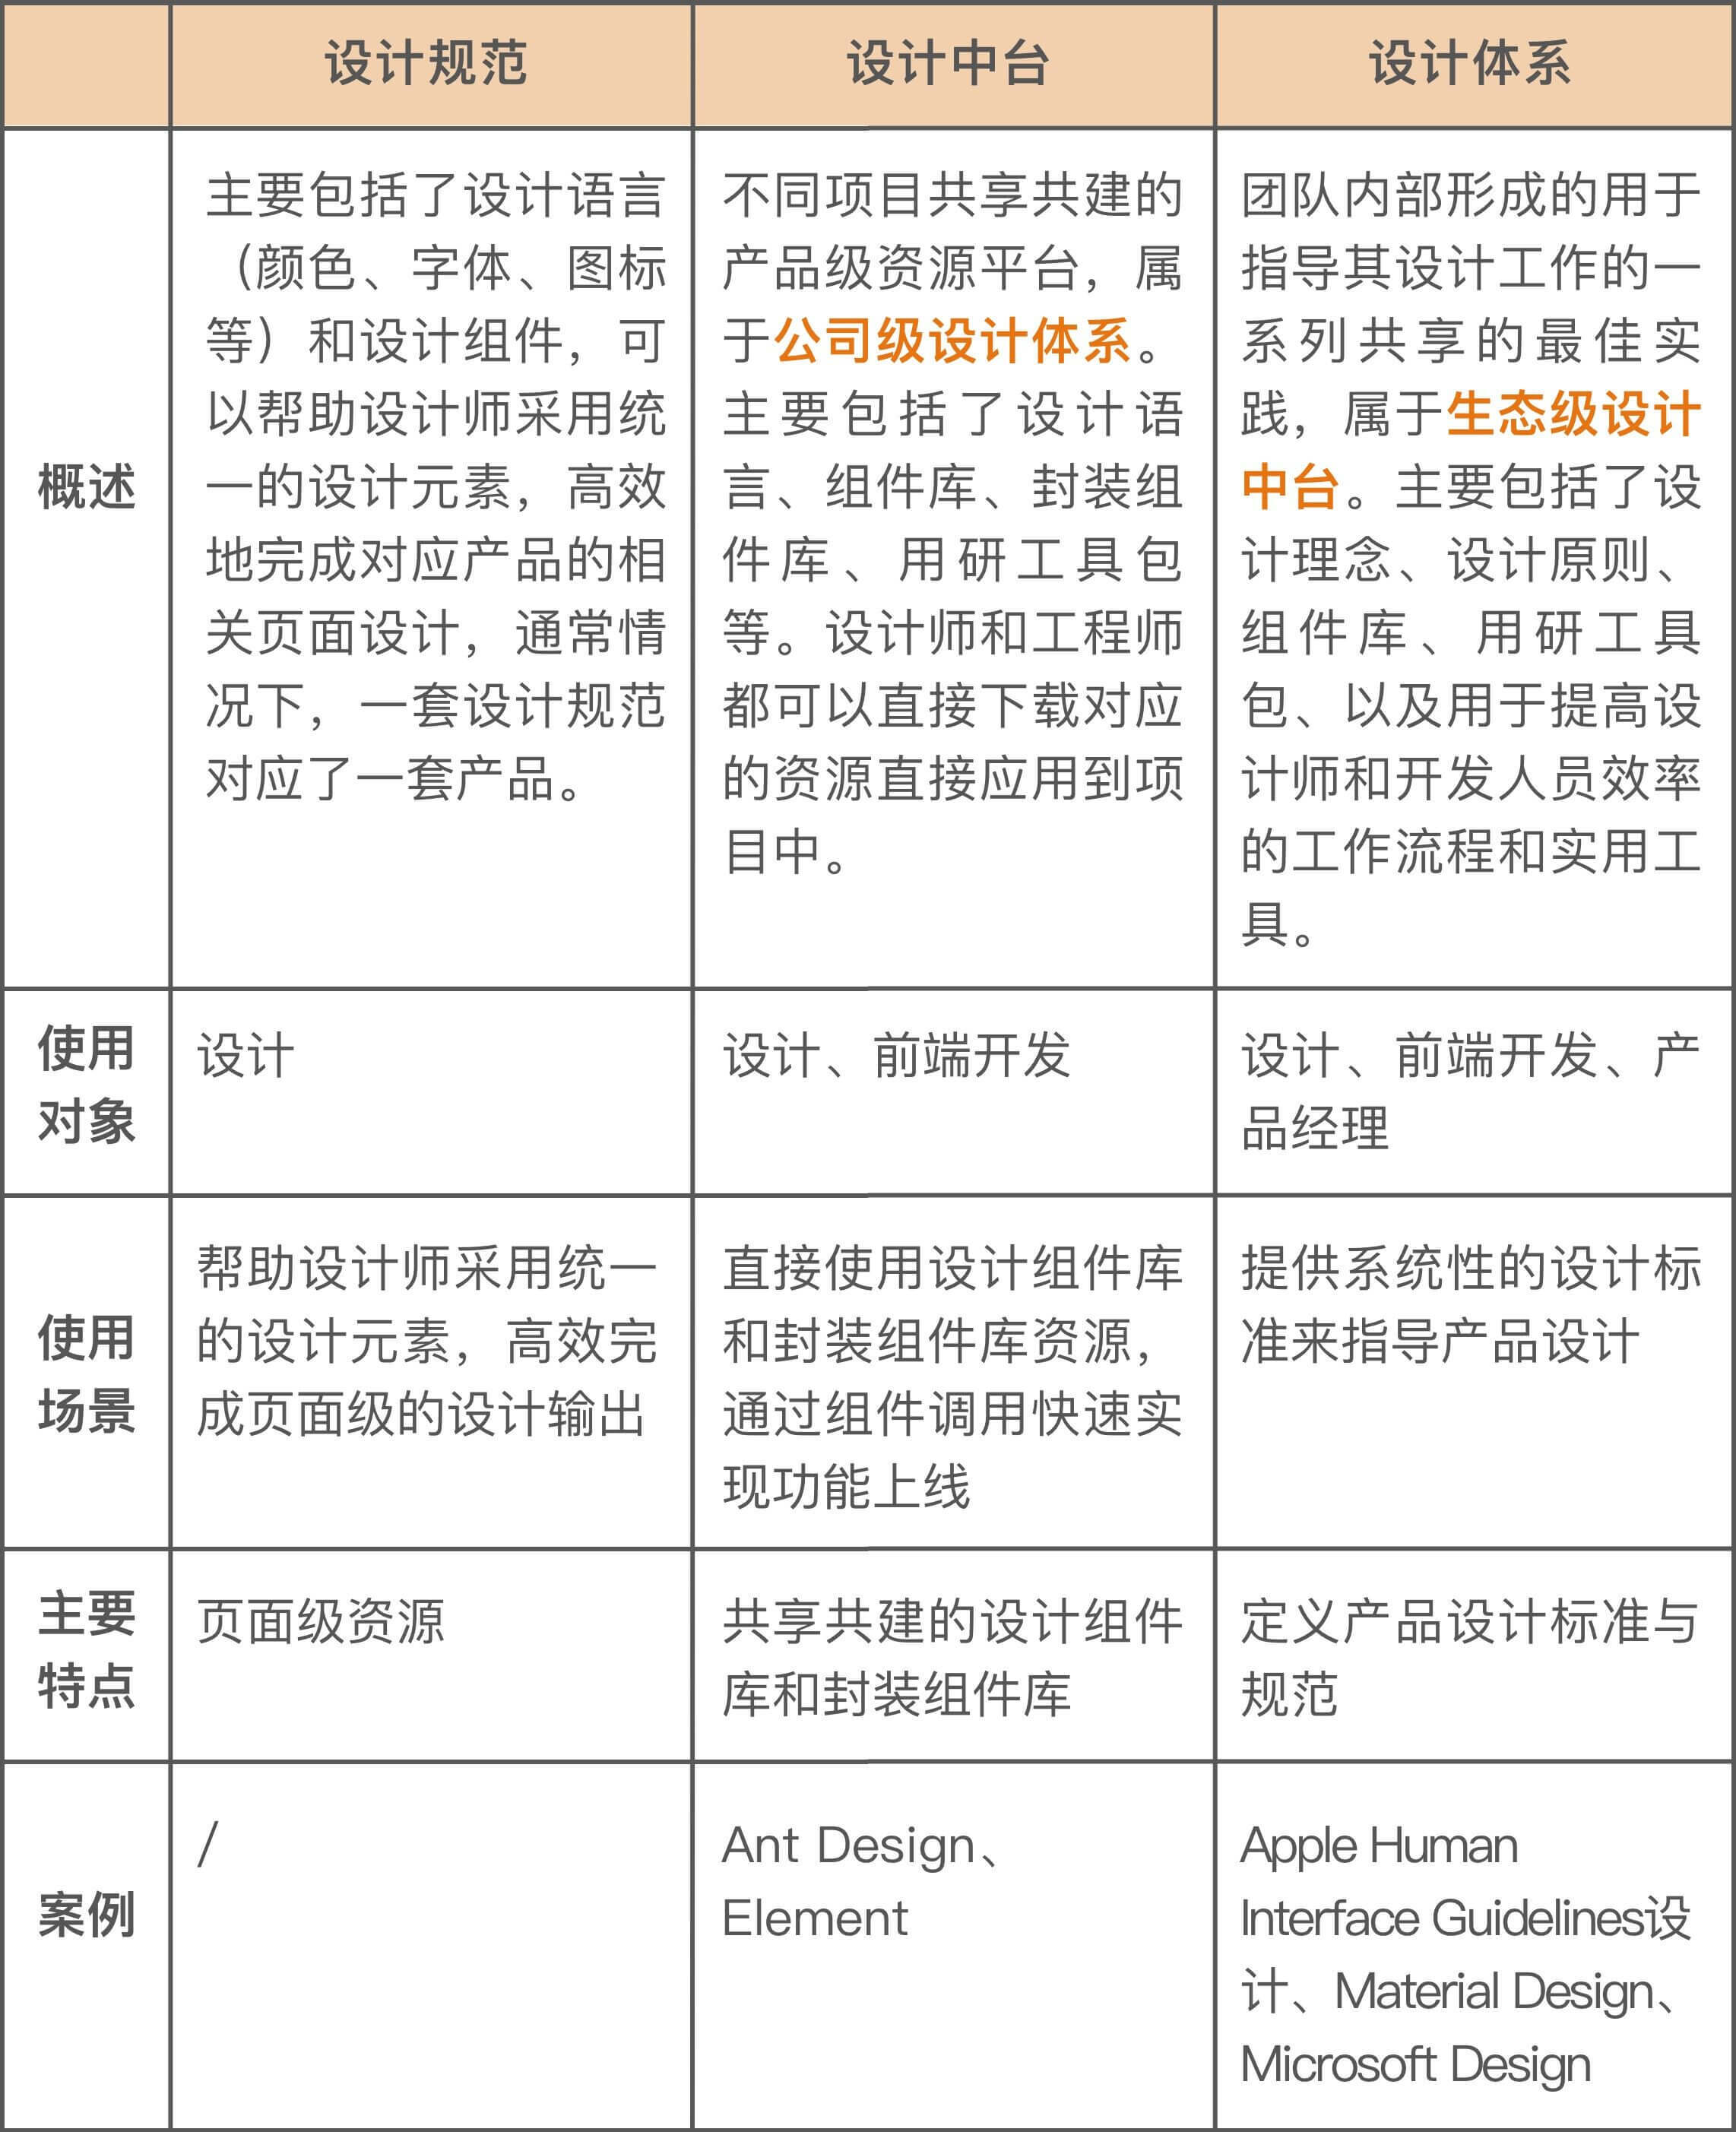 设计规范
设计中台
设计体系
概述
主要包括了设计语言
（颜色、字体、图标
等）和设计组件，可
以帮助设计师采用统
一的设计元素，高效
地完成对应产品的相
关页面设计，通常情
况下，一套设计规范
对应了一套产品。
不同项目共享共建的
产品级资源平台，属
于公司级设计体系。
主要包括了设计语
言、组件库、封装组
件库、用研工具包
等。设计师和工程师
都可以直接下载对应
的资源直接应用到项
目中。
团队内部形成的用于
指导其设计工作的一
系列共享的最佳实
践，属于生态级设计
中台。主要包括了设
计理念、设计原则、
组件库、用研工具
包、以及用于提高设
计师和开发人员效率
的工作流程和实用工
具。
使用
对象
设计
设计、前端开发
设计、前端开发、产
品经理
使用
场景
帮助设计师采用统一
的设计元素，高效完
成页面级的设计输出
直接使用设计组件库
和封装组件库资源，
通过组件调用快速实
现功能上线
提供系统性的设计标
准来指导产品设计
主要
特点
页面级资源
共享共建的设计组件
库和封装组件库
定义产品设计标准与
规范
案例
/
Ant Design、
Element
Apple Human
Interface Guidelines设
计、Material Design、
Microsoft Design